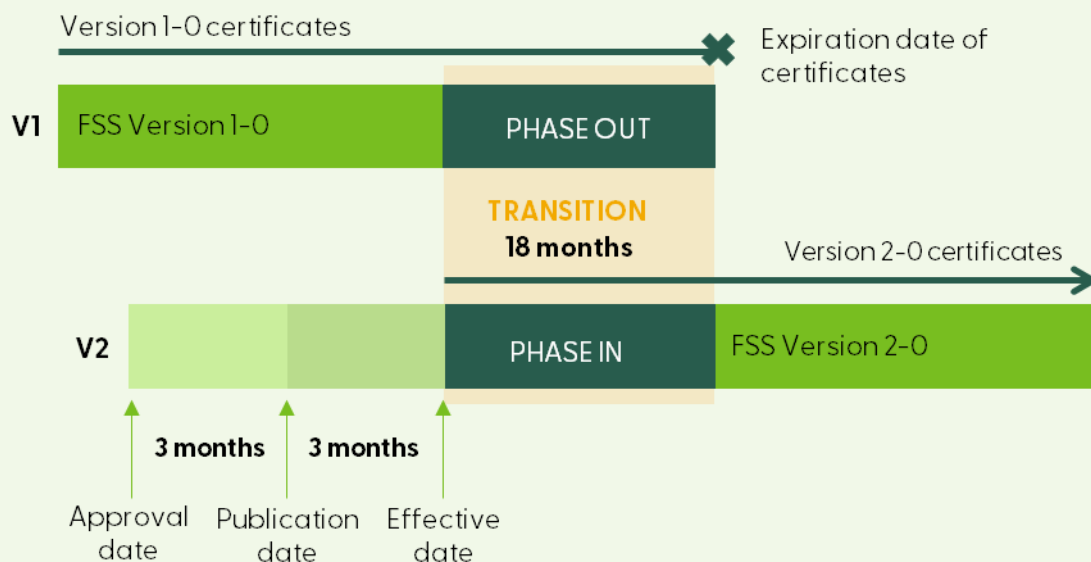 Version 1-0 certificates
Expiration date of
certificates
V1
FSS Version 1-0
PHASE OUT
TRANSITION
18 months
Version 2-0 certificates
V2
PHASE IN
FSS Version 2-0
3 months
3 months
Approval
date
Publication
date
Effective
date